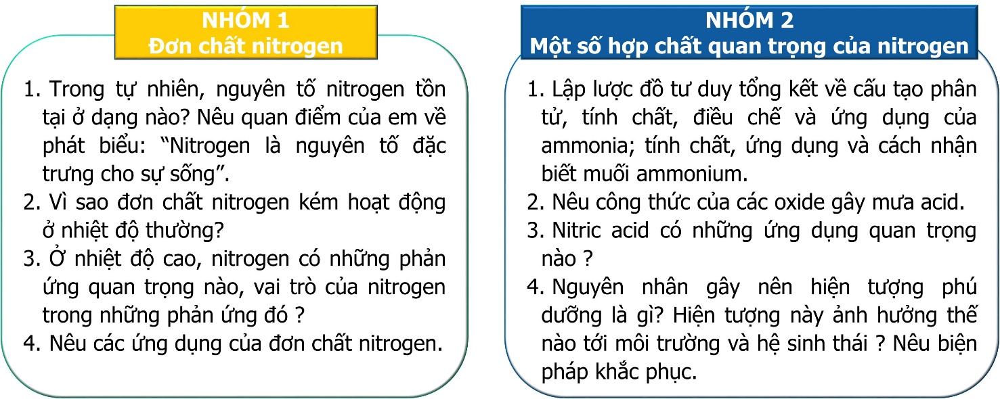 NHÓM 1
Đơn chất nitrogen
1. Trong tự nhiên, nguyên tố nitrogen tồn
tại ở dạng nào? Nêu quan điểm của em về
phát biểu: “Nitrogen là nguyên tố đặc
trưng cho sự sống”.
2. Vì sao đơn chất nitrogen kém hoạt động
ở nhiệt độ thường?
3. Ở nhiệt độ cao, nitrogen có những phản
ứng quan trọng nào, vai trò của nitrogen
trong những phản ứng đó ?
4. Nêu các ứng dụng của đơn chất nitrogen.
NHÓM 2
Một số hợp chất quan trọng của nitrogen
1. Lập lược đồ tư duy tổng kết về cấu tạo phân
tử, tính chất, điều chế và ứng dụng của
ammonia; tính chất, ứng dụng và cách nhận
biết muối ammonium.
2. Nêu công thức của các oxide gây mưa acid.
3. Nitric acid có những ứng dụng quan trọng
nào ?
4. Nguyên nhân gây nên hiện tượng phú
dưỡng là gì? Hiện tượng này ảnh hưởng thế
nào tới môi trường và hệ sinh thái ? Nêu biện
pháp khắc phục.